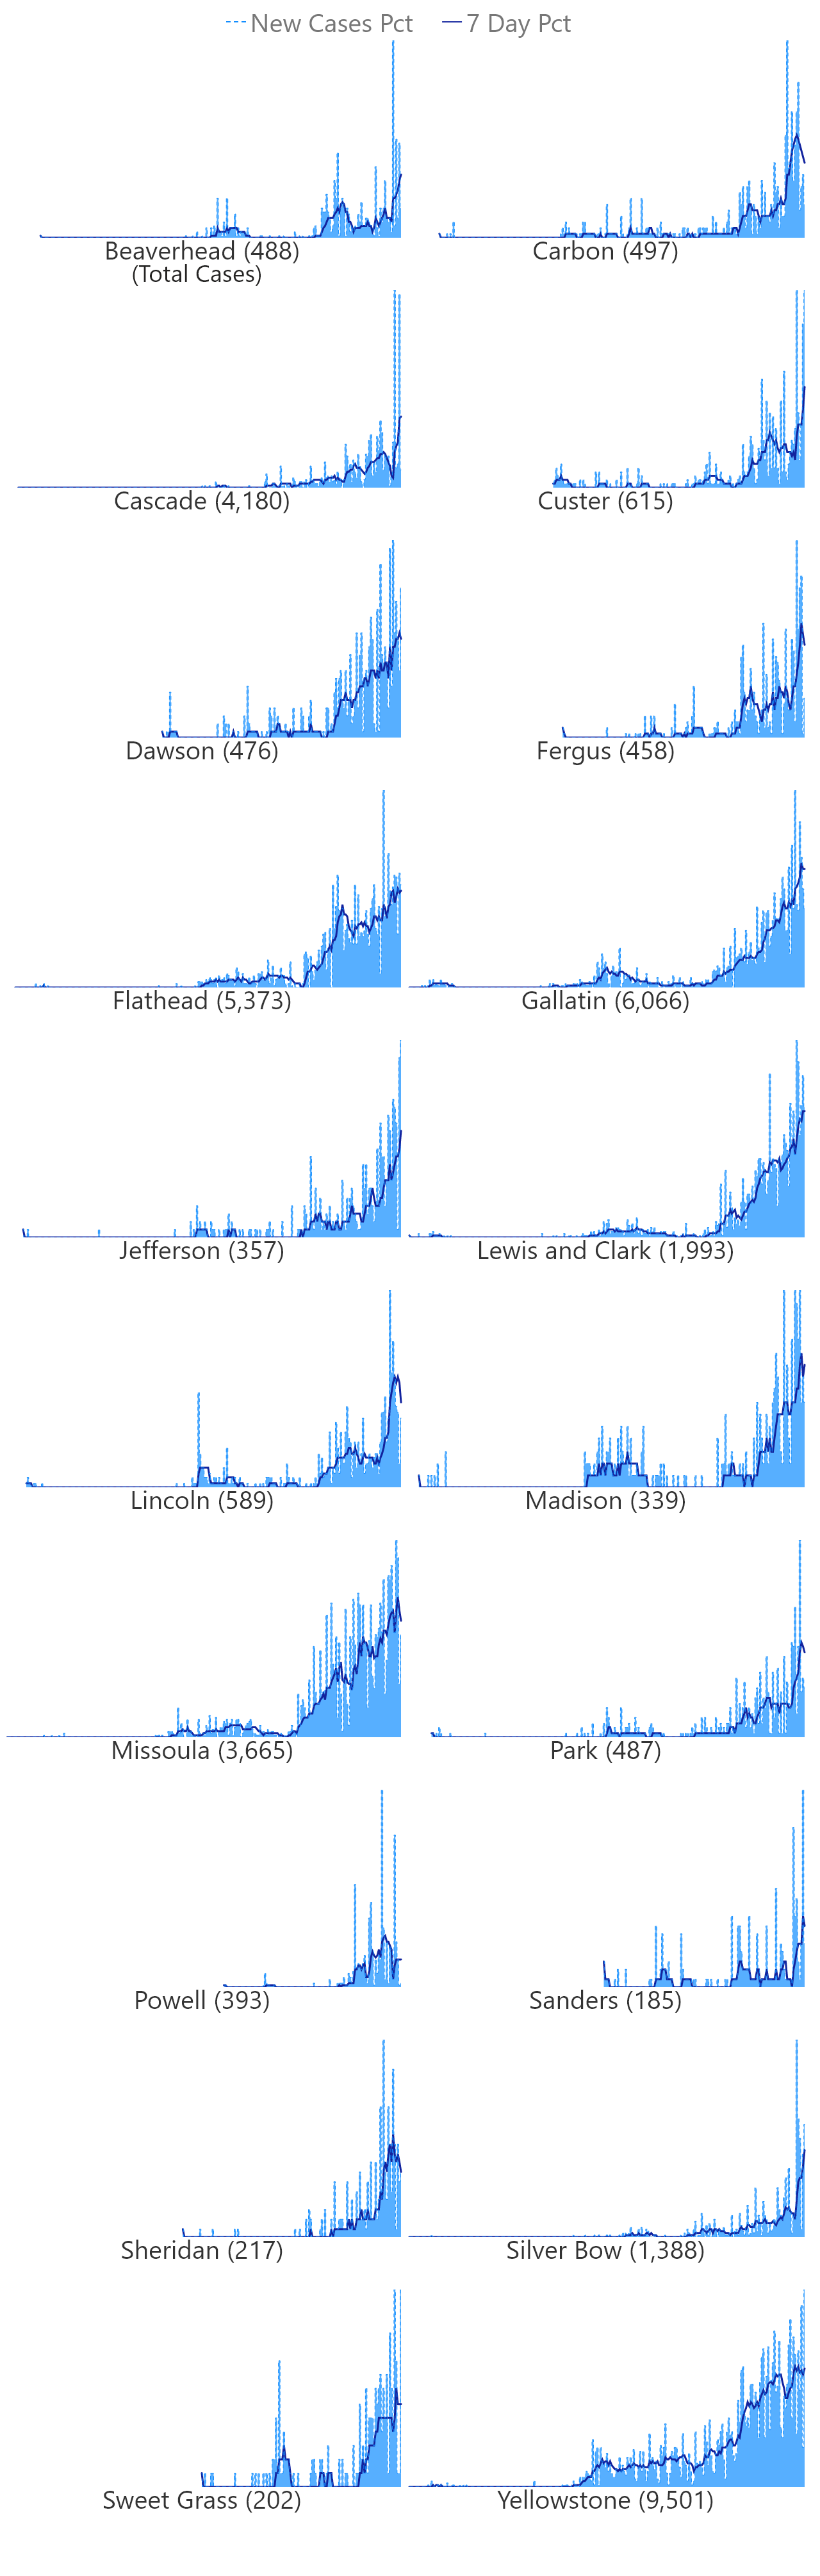 New Cases Pct 7 Day Pct
Beaverhead (488) Carbon (497)
(Total Cases)
Cascade (4,180) Custer (615)
Dawson (476) Fergus (458)
Flathead (5,373) Gallatin (6,066)
Jefferson (357) Lewis and Clark (1,993)
Lincoln (589) Madison (339)
Missoula (3,665) Park (487)
Powell (393) Sanders (185)
Sheridan (217) Silver Bow (1,388)
Sweet Grass (202) Yellowstone (9,501)